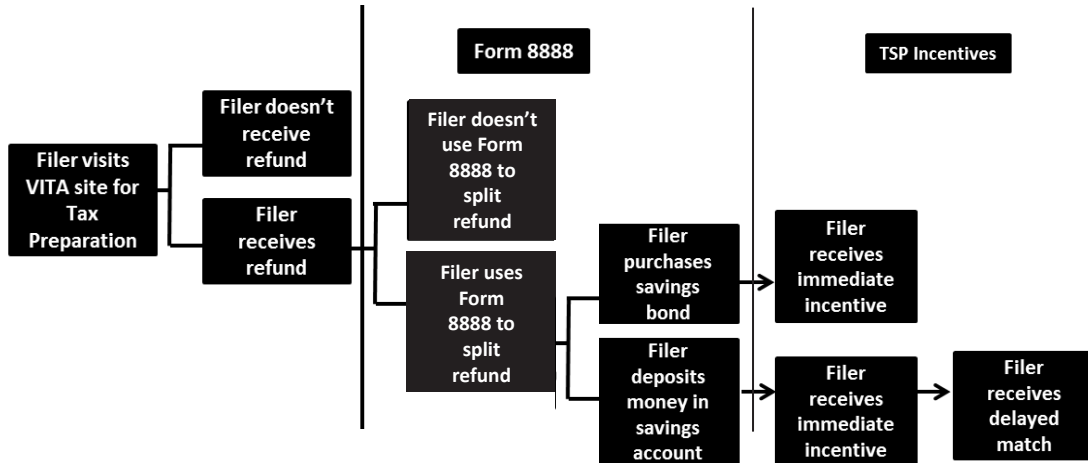 Form 8888
TSP Incentives
Filer visits
VITA site for
Tax
Preparation
Filer doesn’t
receive
refund
Filer
receives
refund
Filer doesn’t
use Form
8888 to
split
refund
Filer uses
Form
8888 to
split
refund
Filer
purchases
savings
bond
Filer
deposits
money in
savings
account
Filer
receives
immediate
incentive
Filer
receives
immediate
incentive
Filer
receives
delayed
match